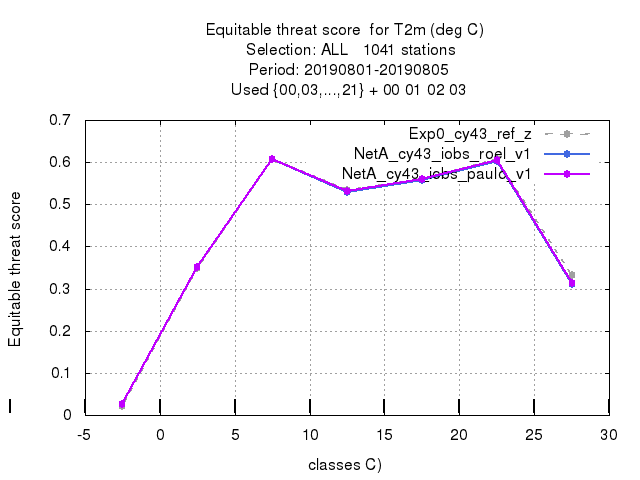 Equitable threat score for T2m (deg C)
Selection: ALL 1041 stations
Period: 20190801-20190805
Used {00,03,...,21} + 00 01 02 03
Exp0_cy43_ref_z
NetA_cy43_iobs_roel_v1
NetA_cy43_iobs_paulo_v1
Equitable threat score
0.7
0.6
0.5
0.4
0.3
0.2
0.1
0
-5
0
5
10
15
20
25
30
classes C)